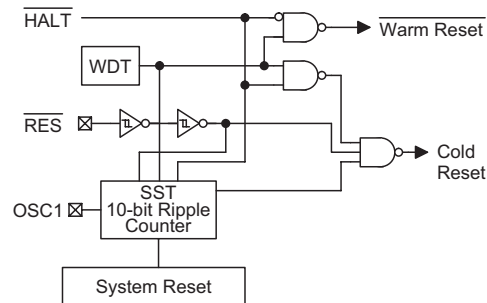 HALT
Warm Reset
WDT
RES
Cold
Reset
SST
10-bit Ripple
Counter
OSC1
System Reset